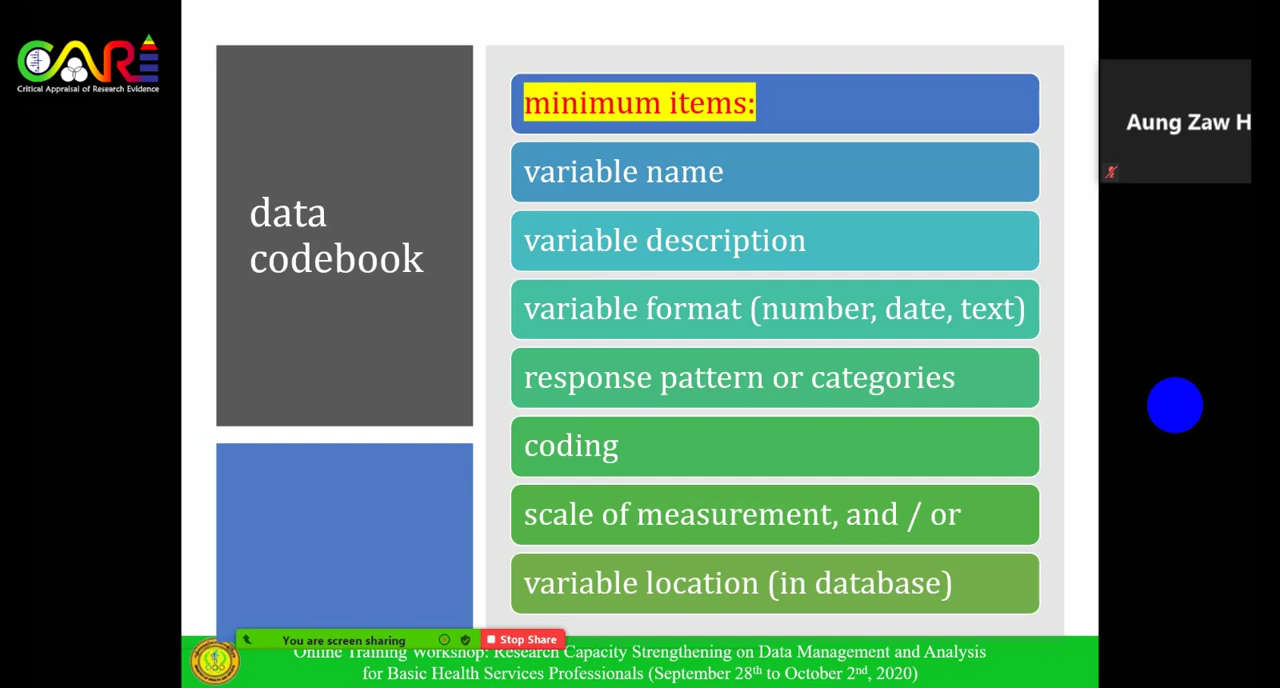 CARE
Critical Appraisal of Research Evidence
data
codebook
minimum items:
variable name
variable description
variable format (number, date, text)
response pattern or categories
coding
scale of measurement, and / or
variable location (in database)
Aung Zaw H
You are screen sharing
Stop Share
Online Training Workshop: Research Capacity Strengthening on Data Management and Analysis
for Basic Health Services Professionals (September 28th to October 2nd, 2020)